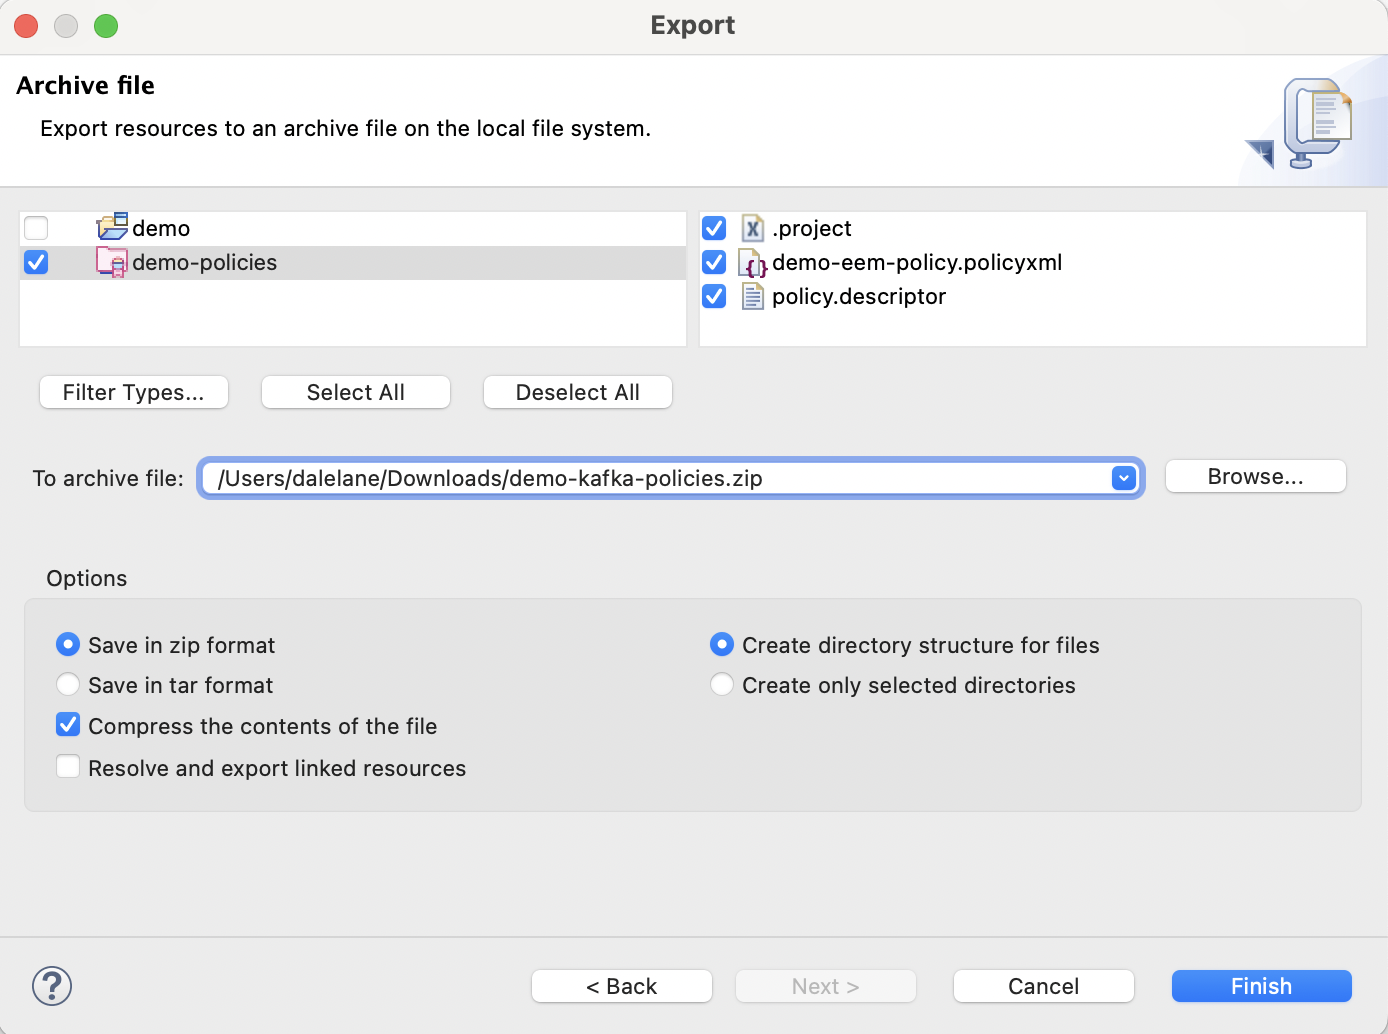 Export
Archive file
Export resources to an archive file on the local file system.
demo
demo-policies
.project
demo-eem-policy.policyxml
policy.descriptor
Filter Types...
Select All
Deselect All
To archive file:
/Users/dalelane/Downloads/demo-kafka-policies.zip
Browse...
Options
Save in zip format
Save in tar format
Compress the contents of the file
Resolve and export linked resources
Create directory structure for files
Create only selected directories
?
< Back
Next >
Cancel
Finish